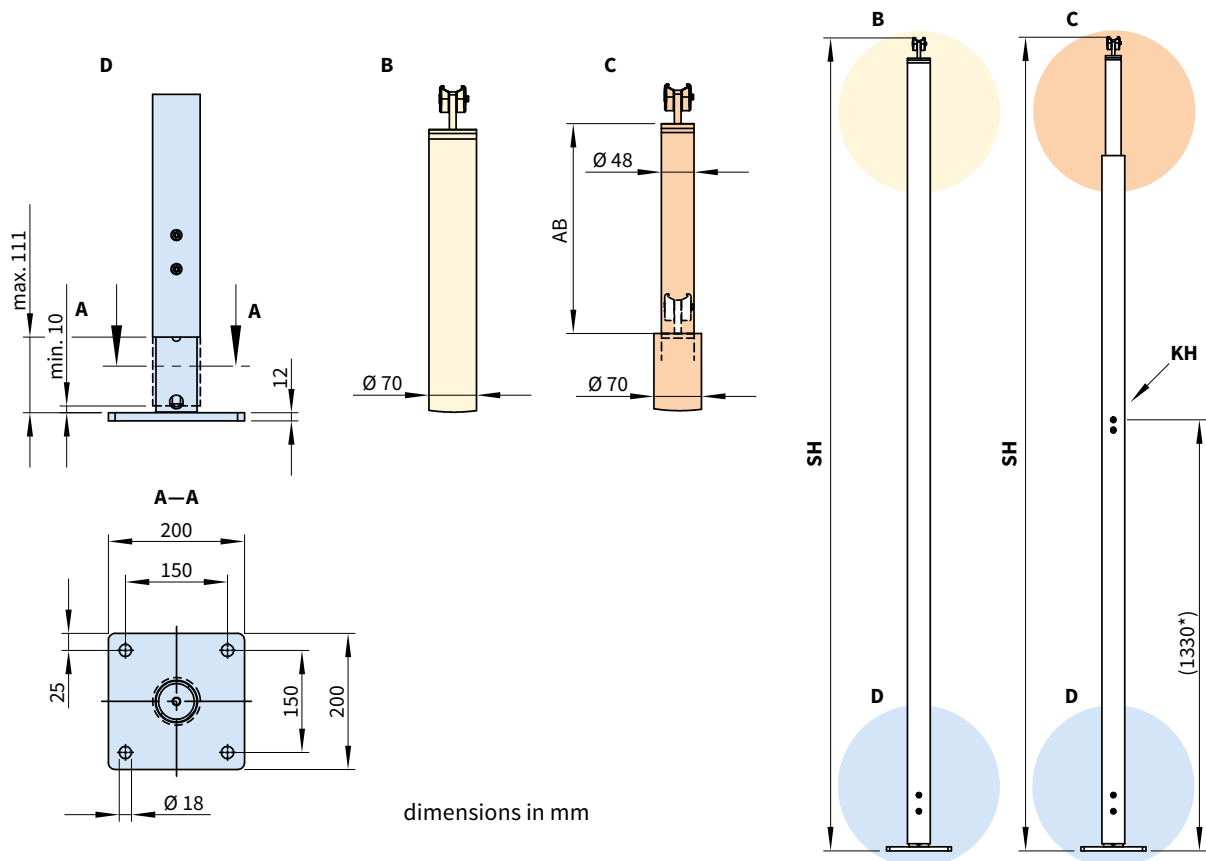 D
max. 111
min. 10
A
A
12
B
Ø 70
C
Ø 48
AB
Ø 70
A—A
200
150
25
150
200
Ø 18
dimensions in mm
B
SH
D
C
SH
KH
(1330*)
D